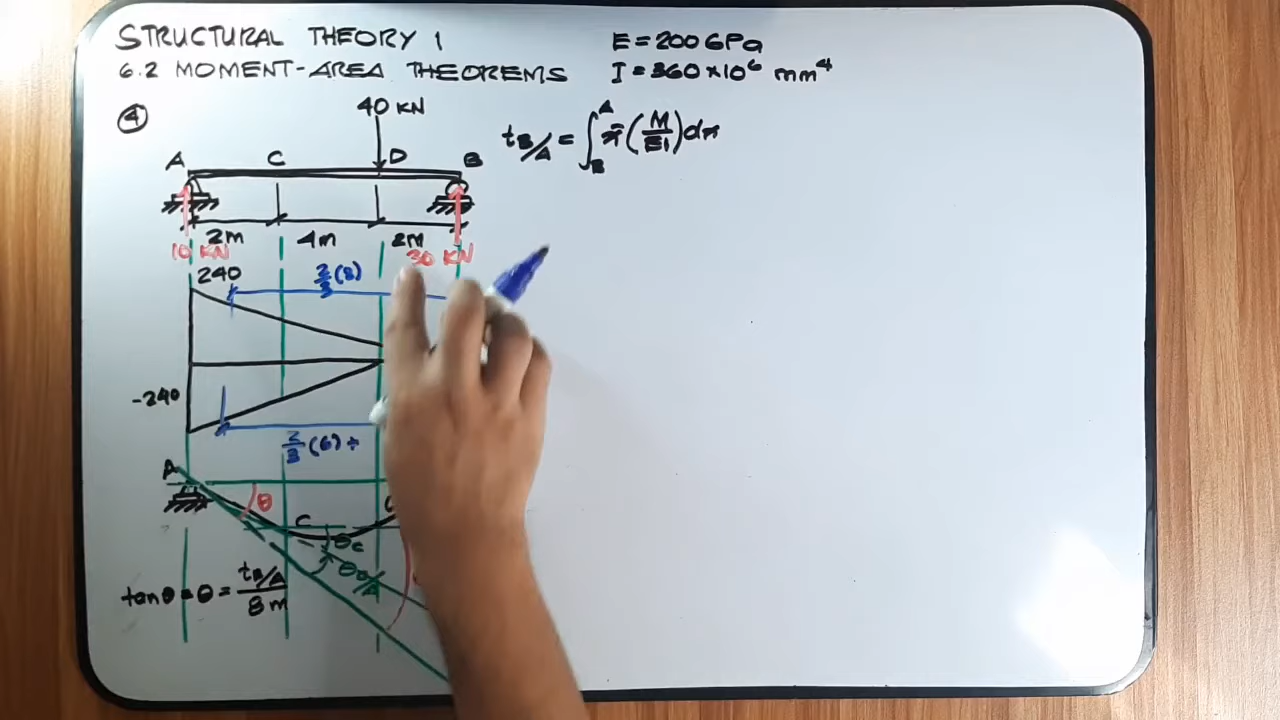 STRUCTURAL THEORY 1
6.2 MOMENT-AREA THEOREMS
E = 200 GPa
I = 360 × 10⁶ mm⁴
④
40 KN
A C D B
2m 4m 2M
10 KN 30 KN
t B/A = ∫ B A x̄ (M/EI) dx
240
2/3 (8)
-240
2/3 (6) +
A
θ
C
θc
tan θ = θ = t B/A / 8 m